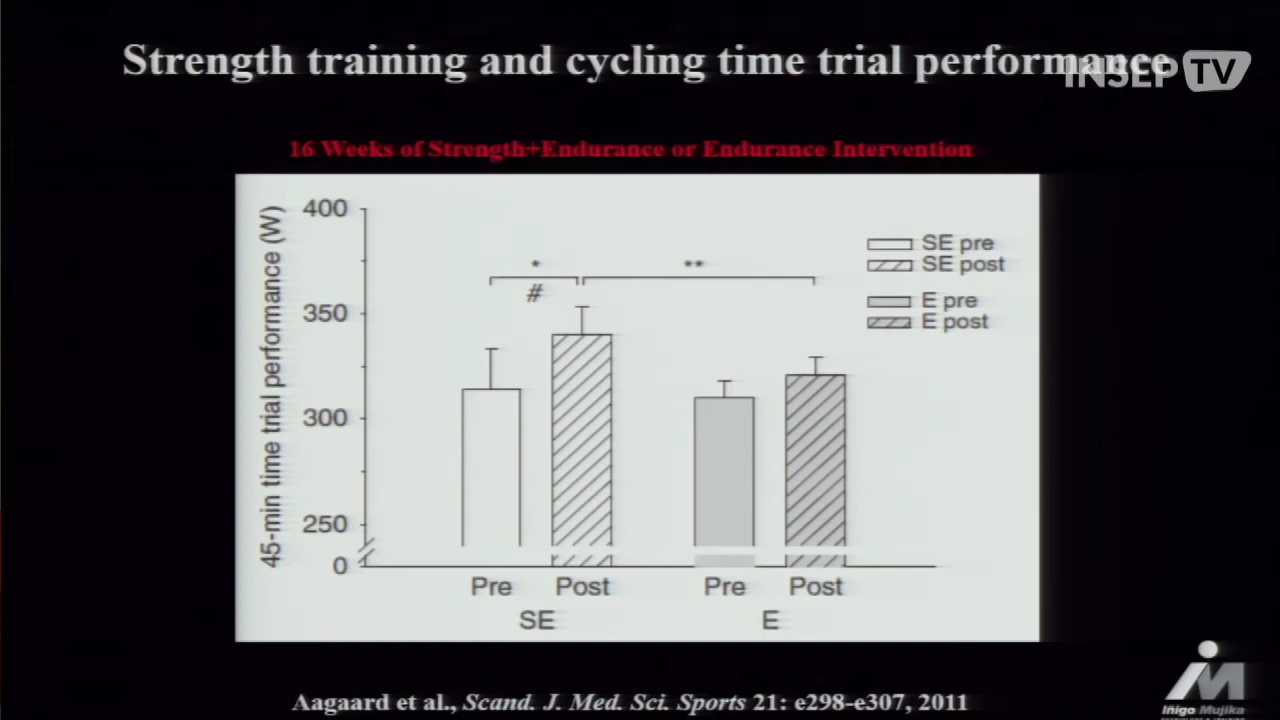 Strength training and cycling time trial performance
INSEP TV
16 Weeks of Strength+Endurance or Endurance Intervention
45-min time trial performance (W)
400
350
300
250
0
*
#
**
SE pre
SE post
E pre
E post
Pre
Post
Pre
Post
SE
E
Aagaard et al., Scand. J. Med. Sci. Sports 21: e298-e307, 2011
Iñigo Mujika